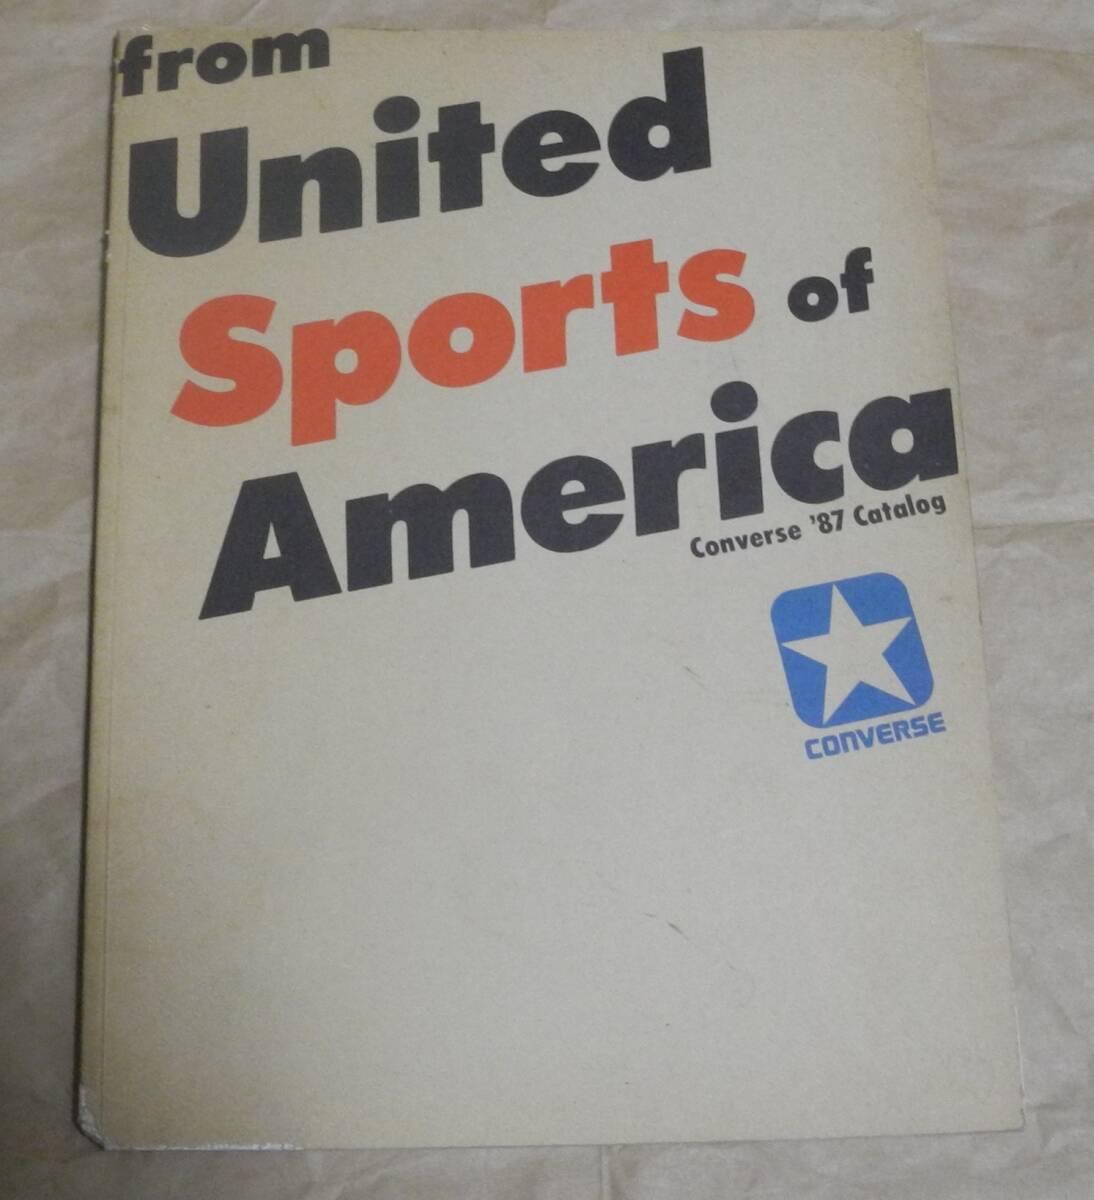 from
United
Sports of
America
Converse '87 Catalog
CONVERSE